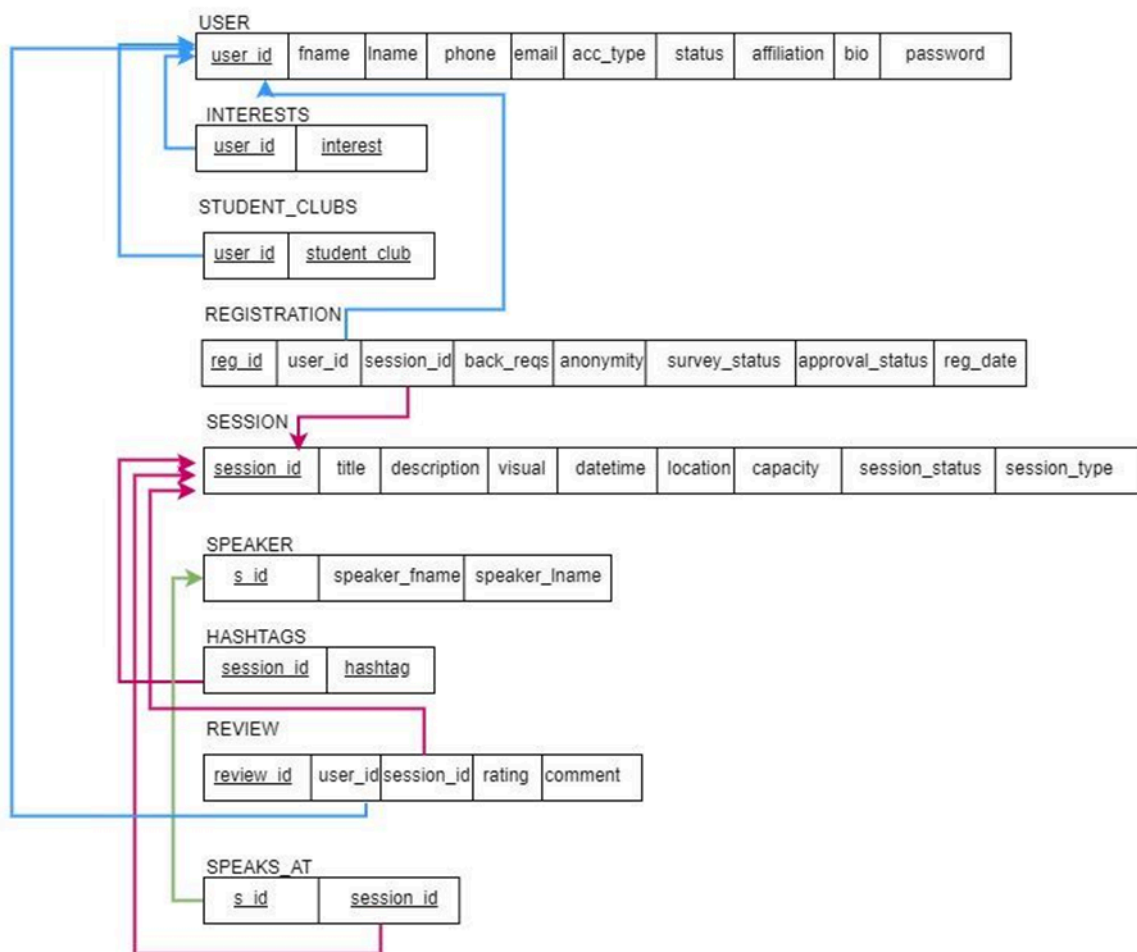 USER
user_id fname lname phone email acc_type status affiliation bio password
INTERESTS
user_id interest
STUDENT_CLUBS
user_id student_club
REGISTRATION
reg_id user_id session_id back_reqs anonymity survey_status approval_status reg_date
SESSION
session_id title description visual datetime location capacity session_status session_type
SPEAKER
s_id speaker_fname speaker_lname
HASHTAGS
session_id hashtag
REVIEW
review_id user_id session_id rating comment
SPEAKS_AT
s_id session_id